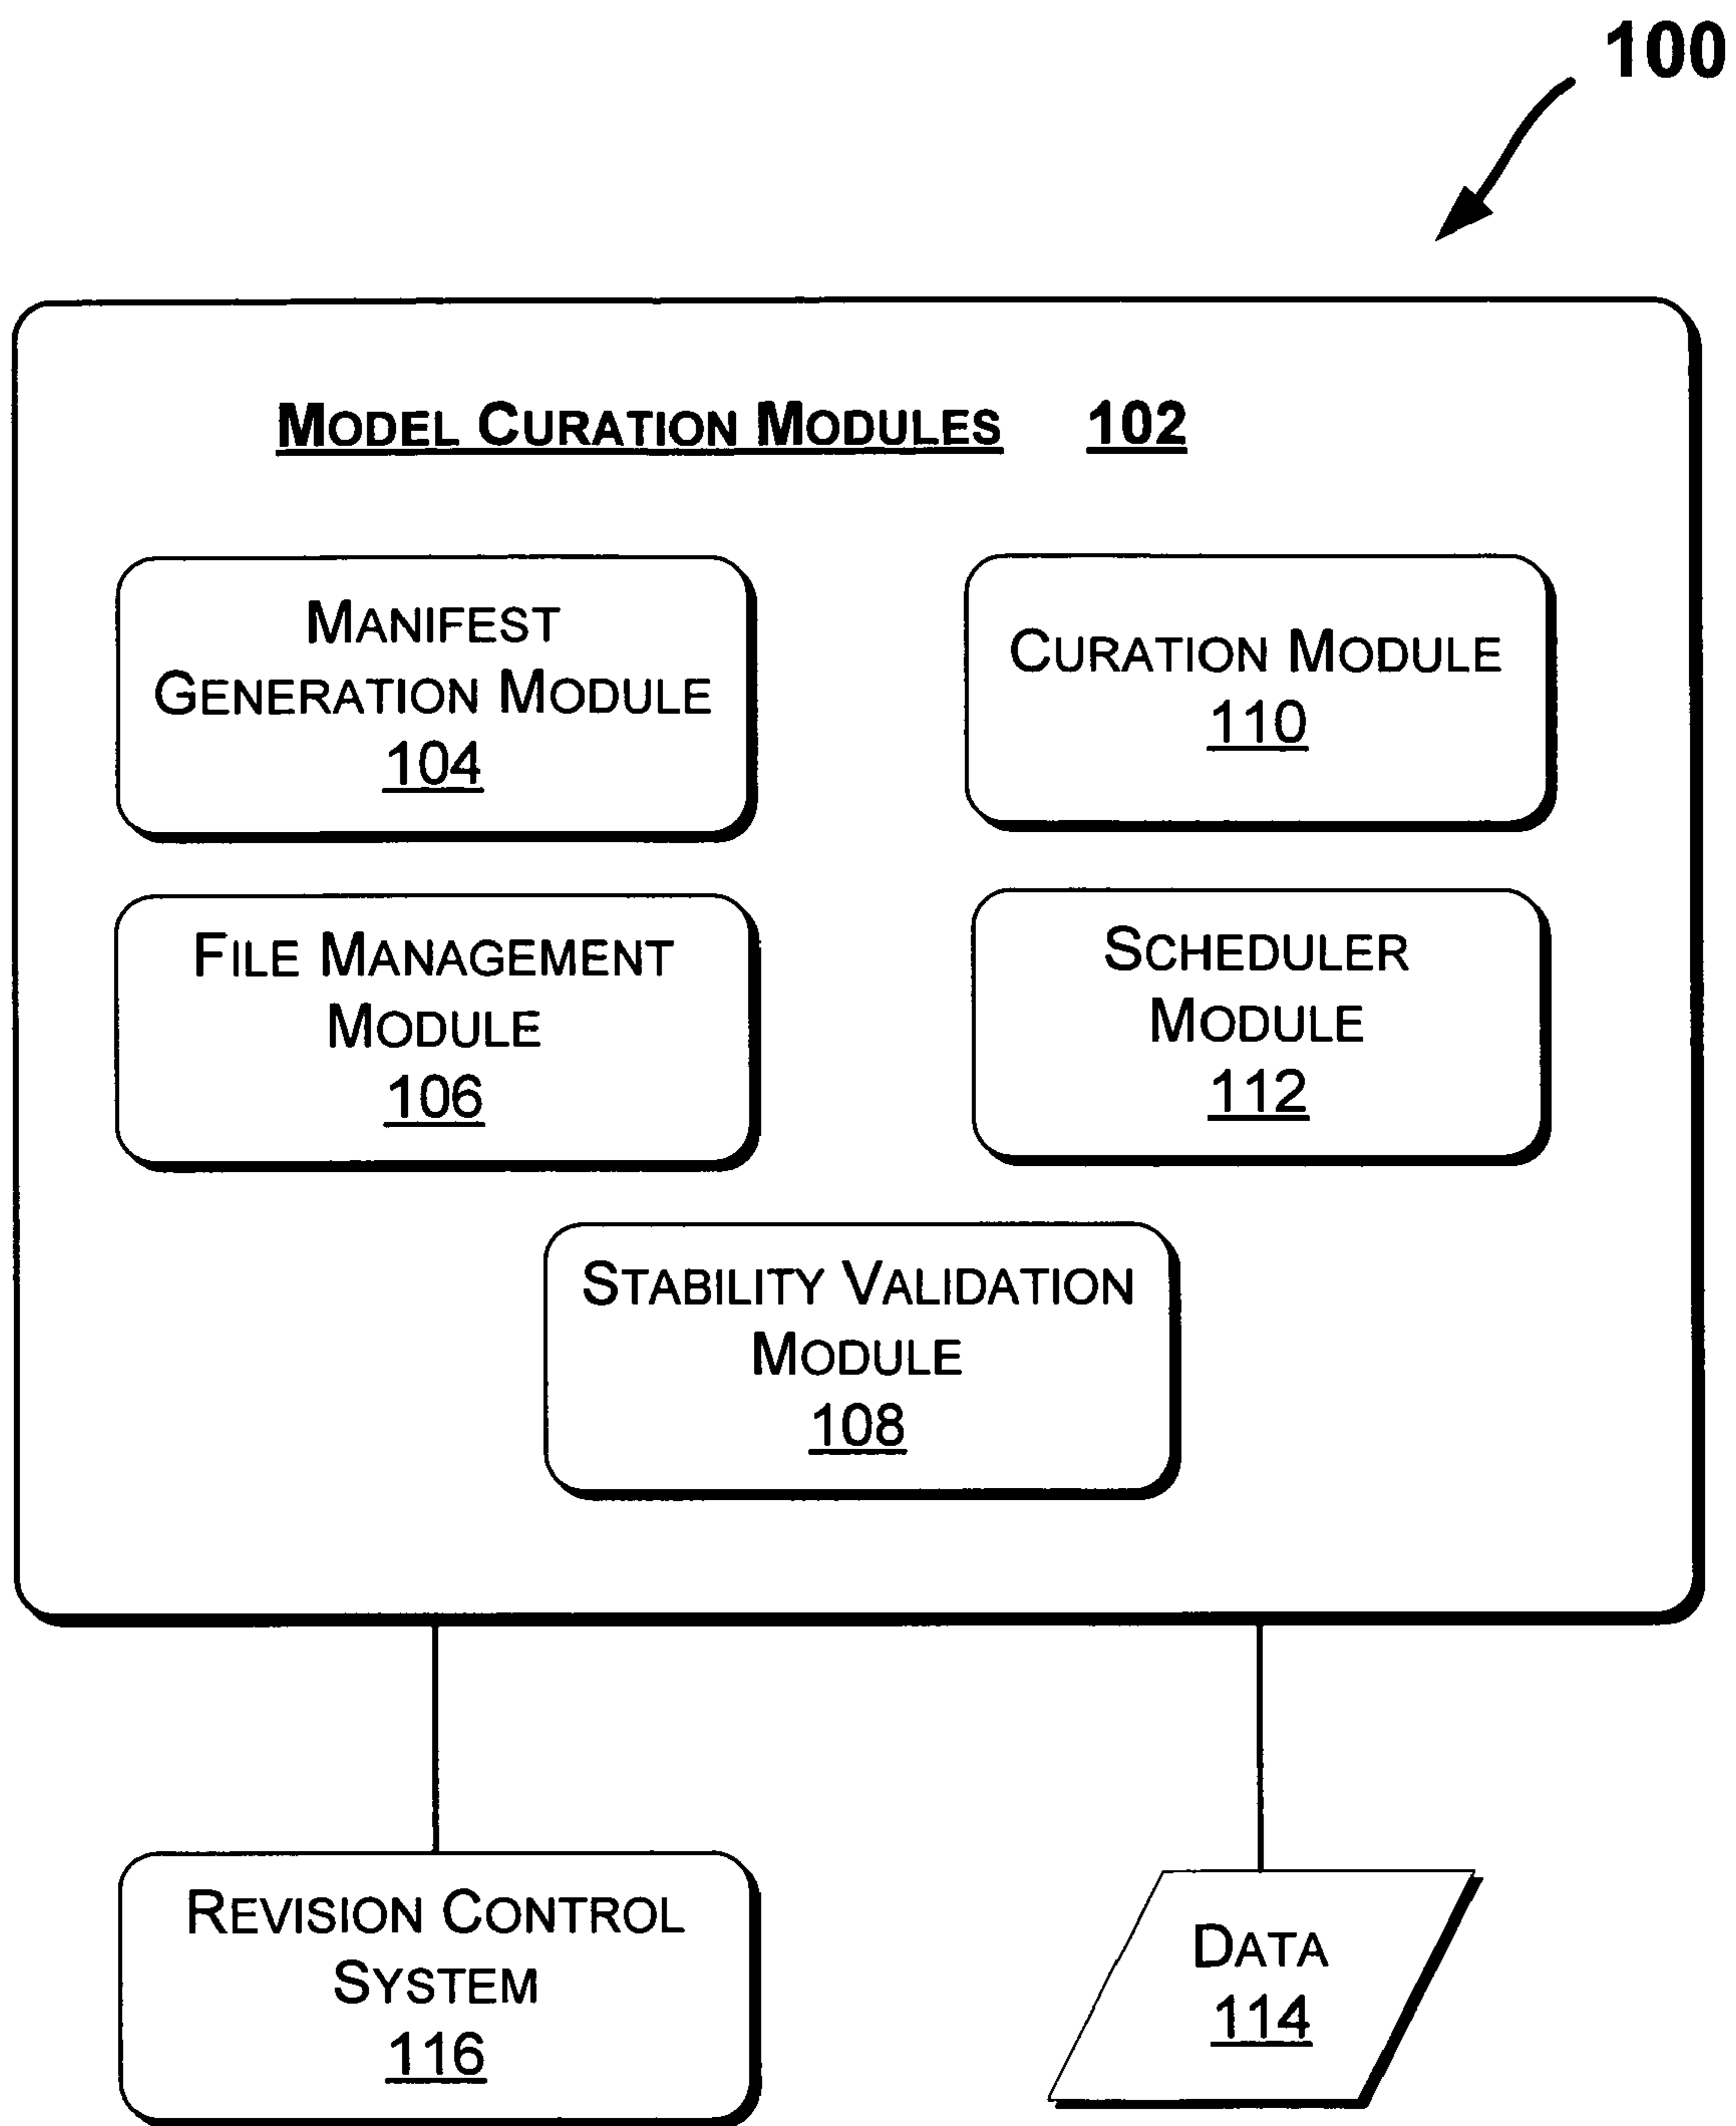 100
MODEL CURATION MODULES 102
MANIFEST
GENERATION MODULE
104
CURATION MODULE
110
FILE MANAGEMENT
MODULE
106
SCHEDULER
MODULE
112
STABILITY VALIDATION
MODULE
108
REVISION CONTROL
SYSTEM
116
DATA
114